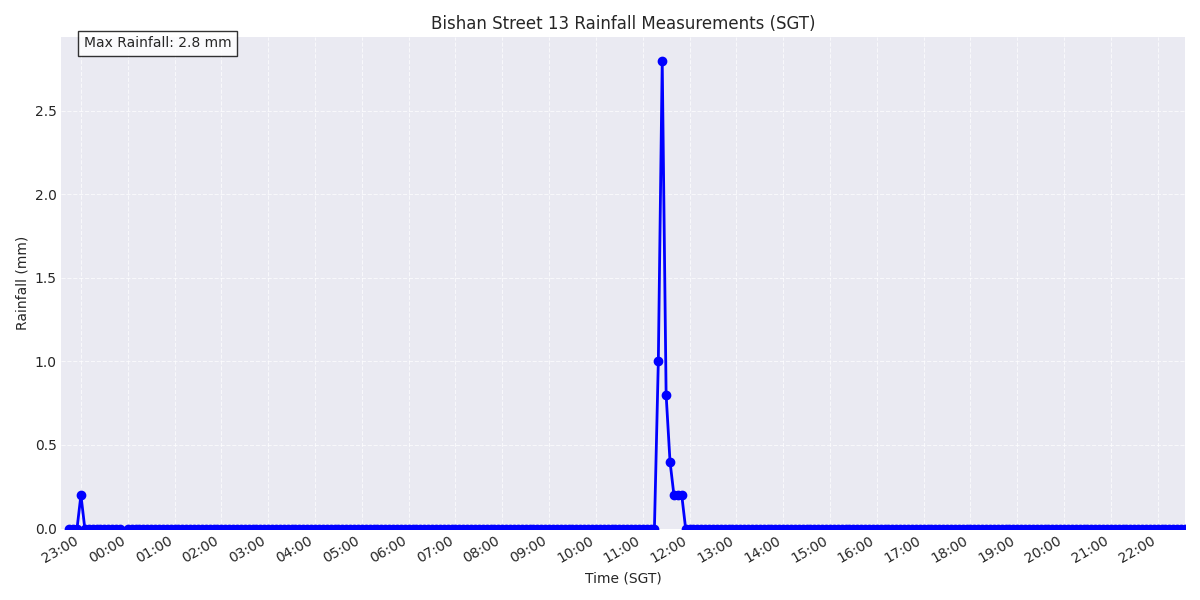 Bishan Street 13 Rainfall Measurements (SGT)
Max Rainfall: 2.8 mm
Rainfall (mm)
2.5
2.0
1.5
1.0
0.5
0.0
23:00 00:00 01:00 02:00 03:00 04:00 05:00 06:00 07:00 08:00 09:00 10:00 11:00 12:00 13:00 14:00 15:00 16:00 17:00 18:00 19:00 20:00 21:00 22:00
Time (SGT)